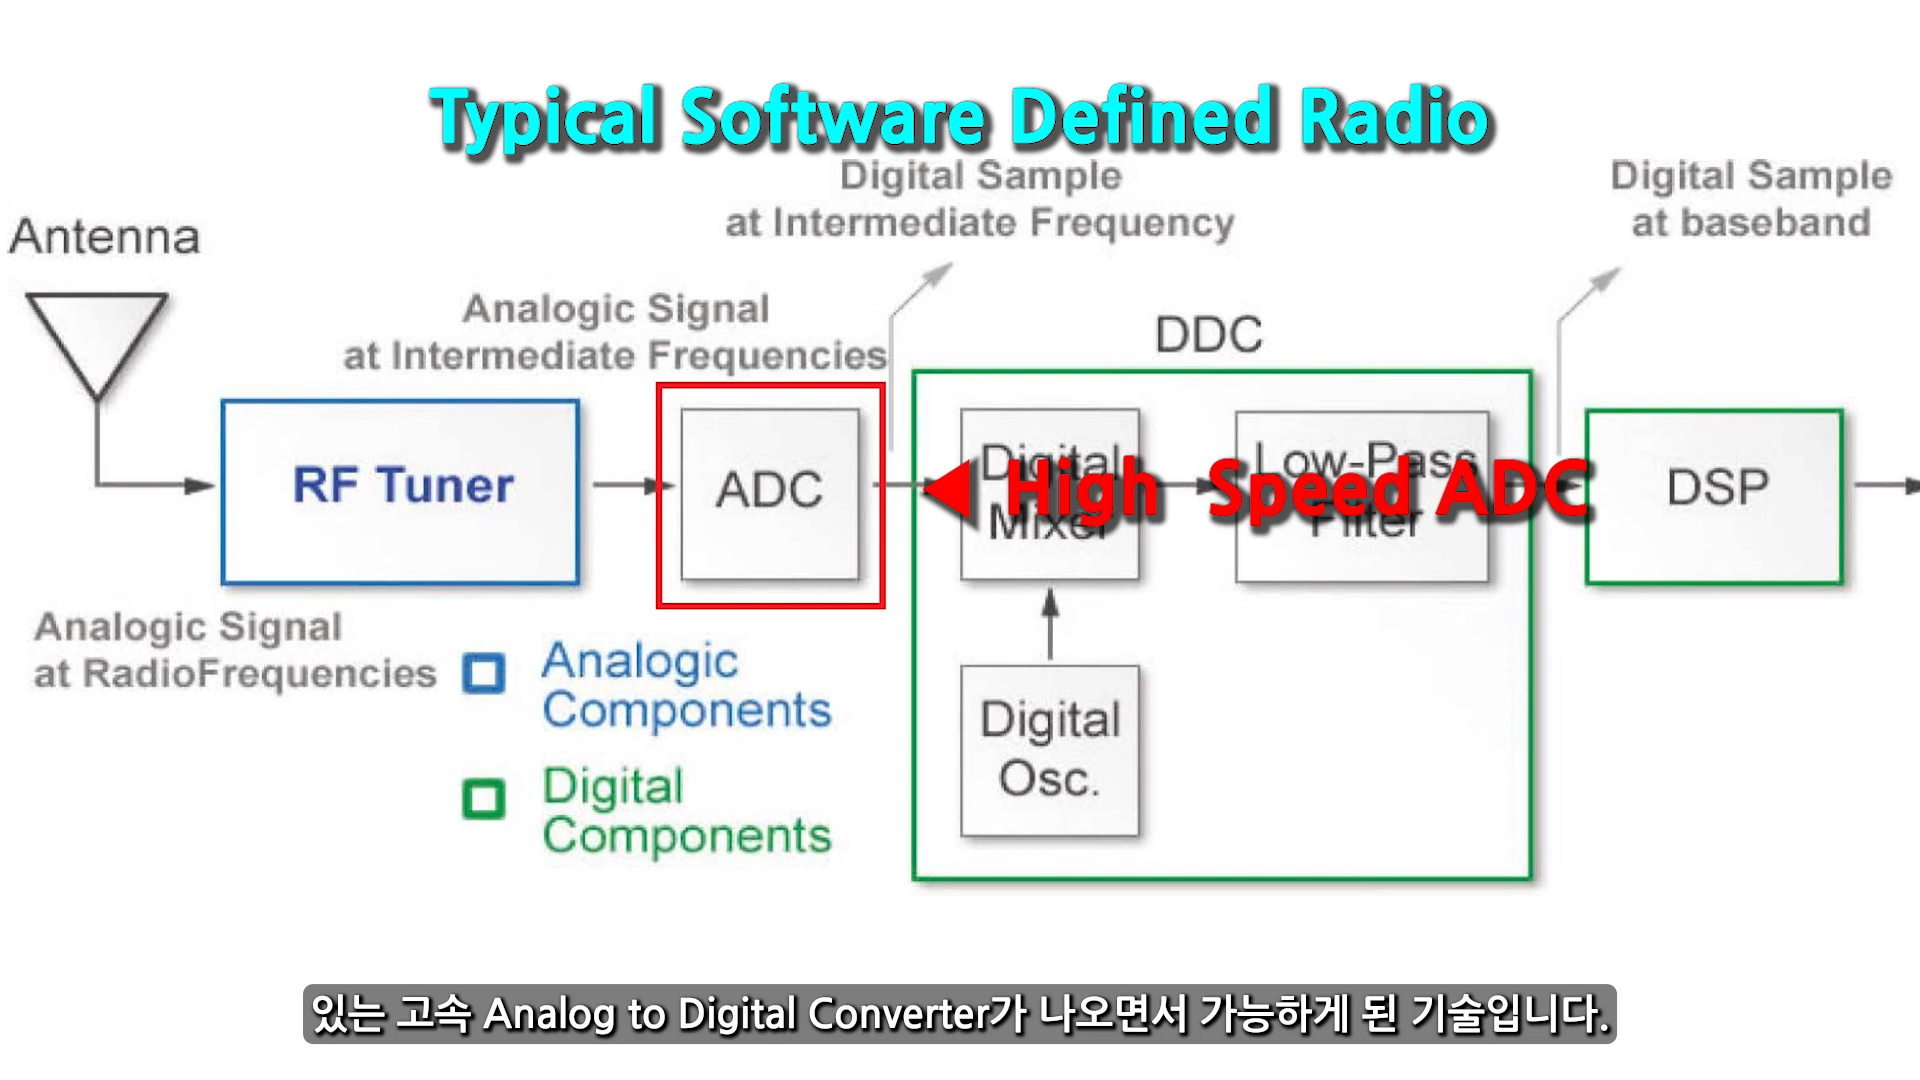 Typical Software Defined Radio
Digital Sample
at Intermediate Frequency
Digital Sample
at baseband
Antenna
Analogic Signal
at Intermediate Frequencies
DDC
RF Tuner
ADC
Digital
Mixer
Low-Pass
Filter
High Speed ADC
DSP
Analogic Signal
at RadioFrequencies
Analogic
Components
Digital
Components
Digital
Osc.
있는 고속 Analog to Digital Converter가 나오면서 가능하게 된 기술입니다.